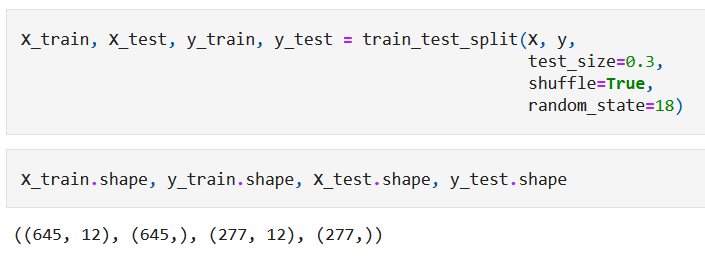 X_train, X_test, y_train, y_test = train_test_split(X, y,
test_size=0.3,
shuffle=True,
random_state=18)
X_train.shape, y_train.shape, X_test.shape, y_test.shape
((645, 12), (645,), (277, 12), (277,))